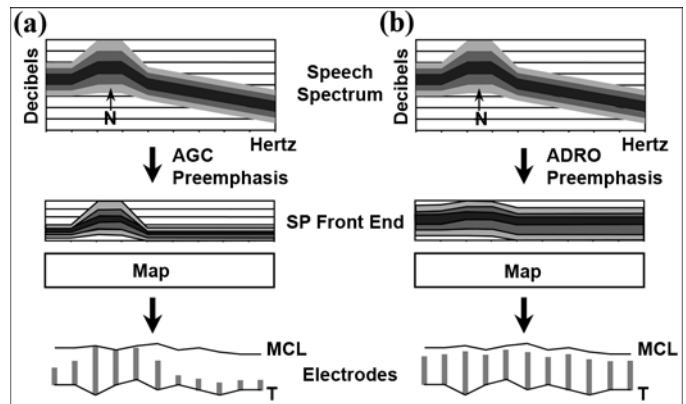 (a)
Decibels
N
Hertz
AGC
Preemphasis
Map
MCL
T
Speech
Spectrum
SP Front End
Electrodes
(b)
Decibels
N
Hertz
ADRO
Preemphasis
Map
MCL
T